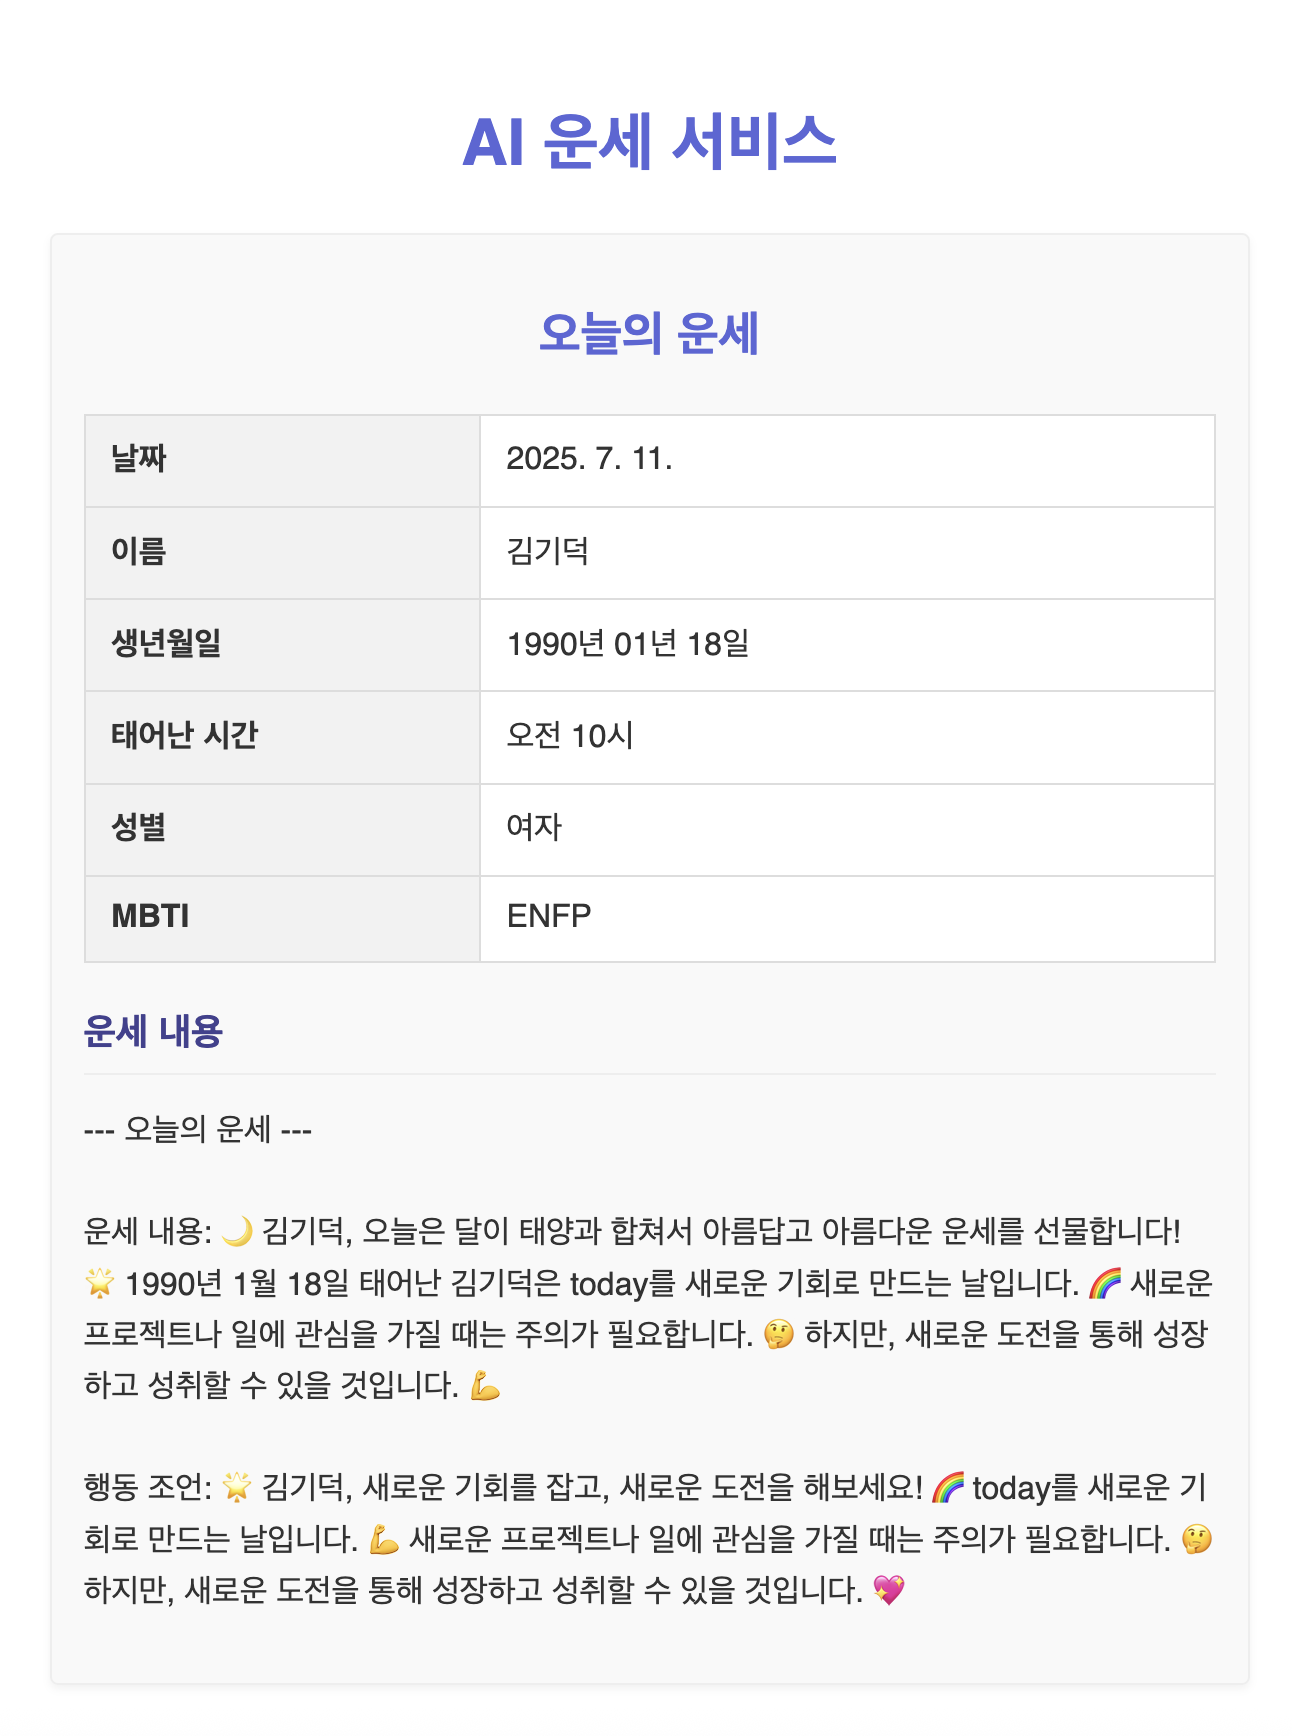 AI 운세 서비스
오늘의 운세
날짜 2025. 7. 11.
이름 김기덕
생년월일 1990년 01년 18일
태어난 시간 오전 10시
성별 여자
MBTI ENFP
운세 내용
--- 오늘의 운세 ---
운세 내용: 🌙 김기덕, 오늘은 달이 태양과 합쳐서 아름답고 아름다운 운세를 선물합니다!
🌟 1990년 1월 18일 태어난 김기덕은 today를 새로운 기회로 만드는 날입니다. 🌈 새로운
프로젝트나 일에 관심을 가질 때는 주의가 필요합니다. 🤔 하지만, 새로운 도전을 통해 성장
하고 성취할 수 있을 것입니다. 💪
행동 조언: 🌟 김기덕, 새로운 기회를 잡고, 새로운 도전을 해보세요! 🌈 today를 새로운 기
회로 만드는 날입니다. 💪 새로운 프로젝트나 일에 관심을 가질 때는 주의가 필요합니다. 🤔
하지만, 새로운 도전을 통해 성장하고 성취할 수 있을 것입니다. 💖